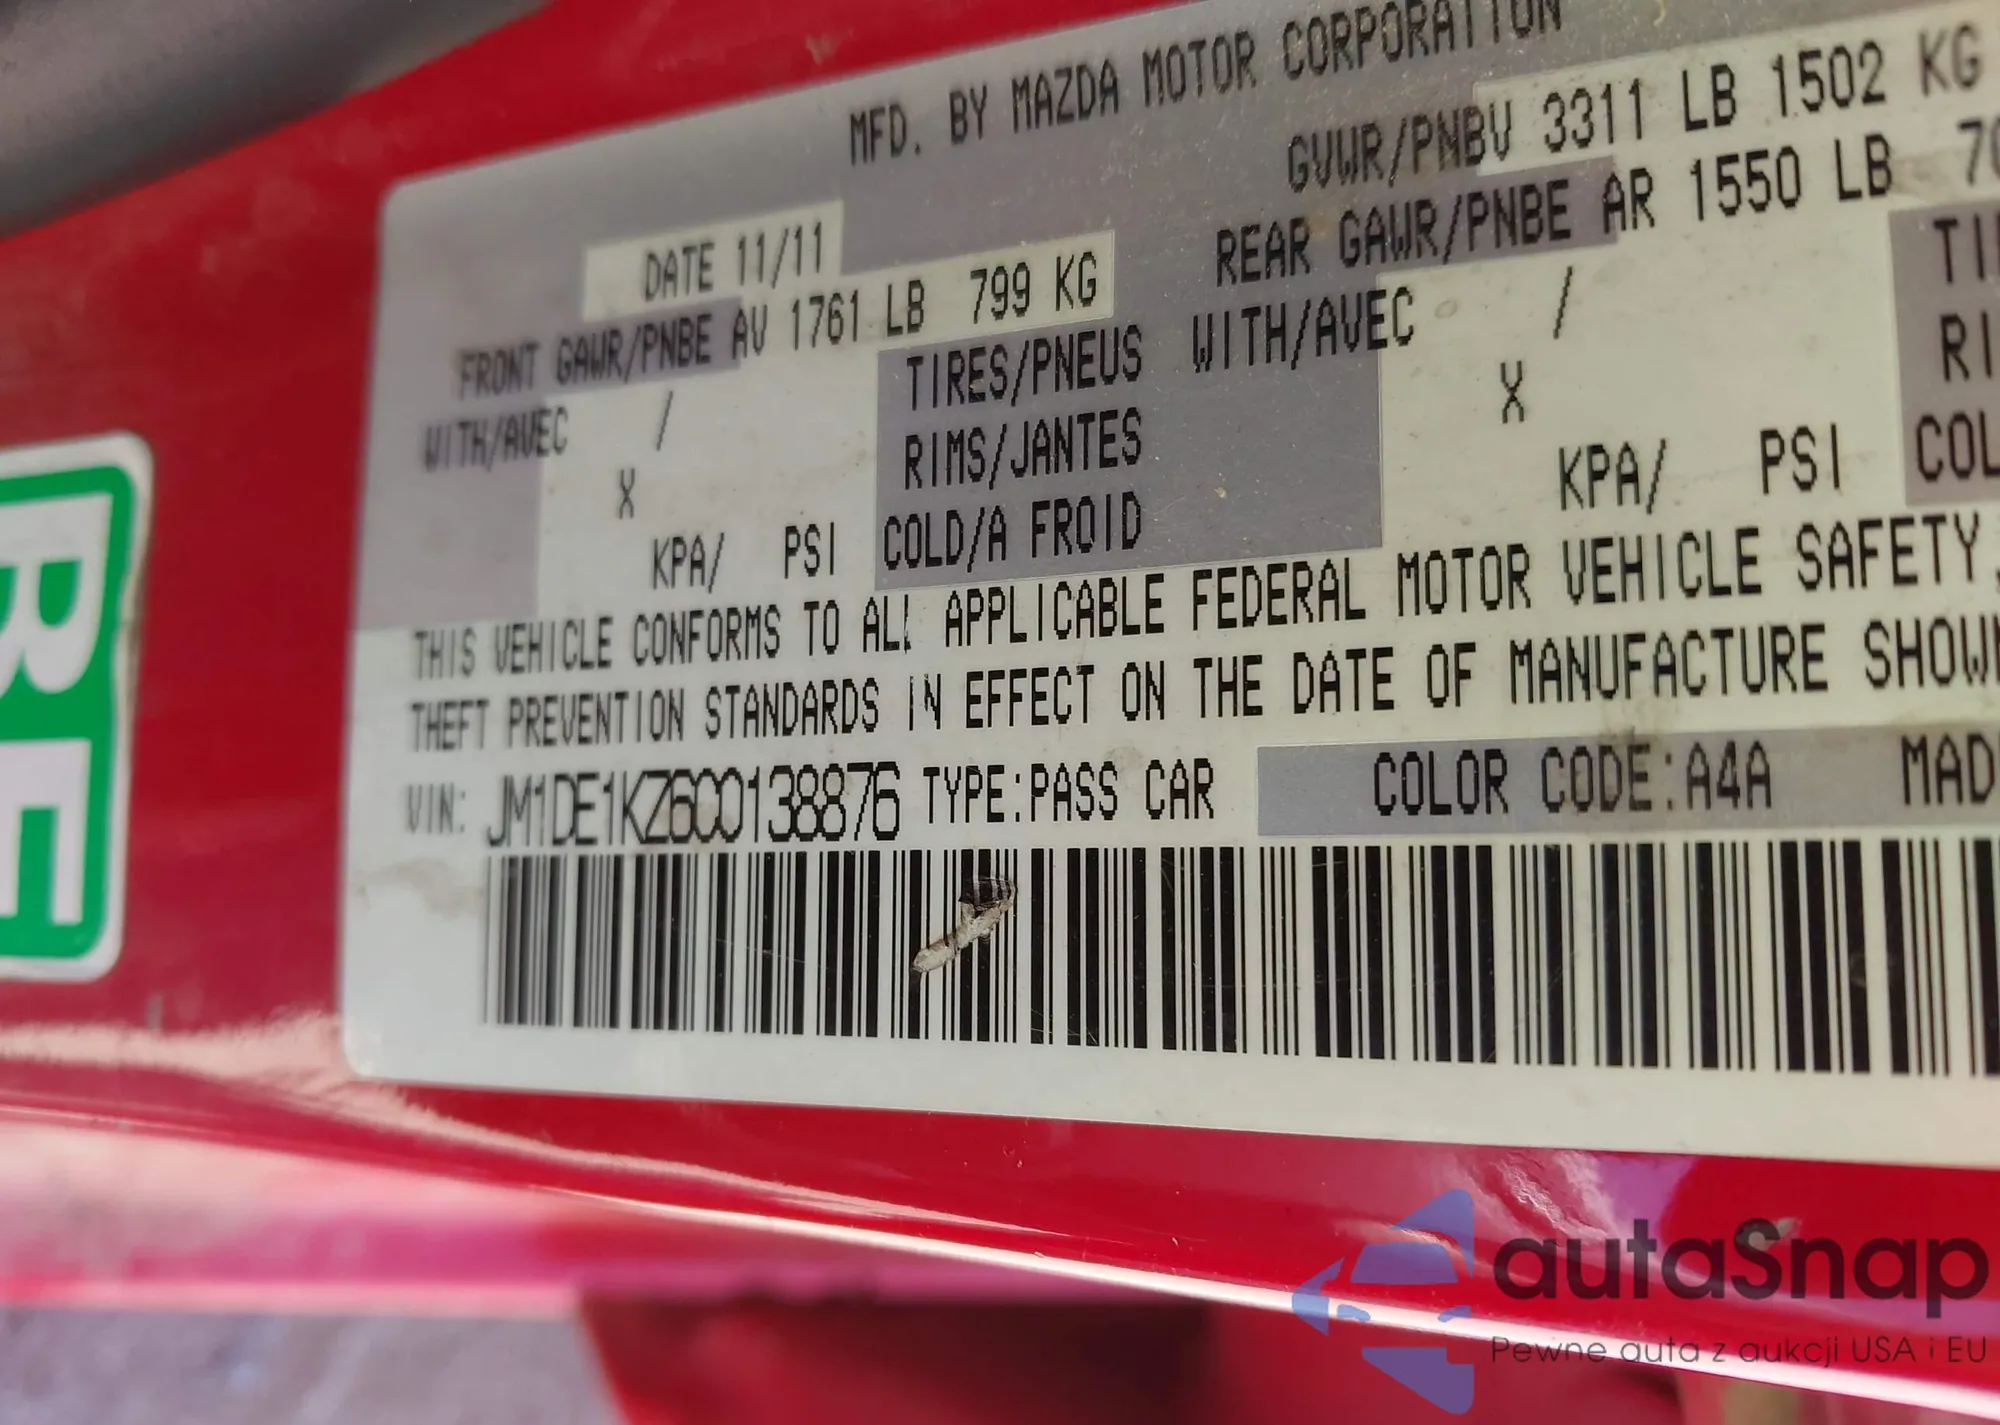 MFD. BY MAZDA MOTOR CORPORATION
DATE 11/11 GVWR/PNBV 3311 LB 1502 KG
FRONT GAWR/PNBE AV 1761 LB 799 KG REAR GAWR/PNBE AR 1550 LB
WITH/AVEC / TIRES/PNEUS WITH/AVEC /
X RIMS/JANTES X
KPA/ PSI COLD/A FROID KPA/ PSI
THIS VEHICLE CONFORMS TO ALL APPLICABLE FEDERAL MOTOR VEHICLE SAFETY,
THEFT PREVENTION STANDARDS IN EFFECT ON THE DATE OF MANUFACTURE SHOWN
VIN: JM1DE1KZ6C0138876 TYPE:PASS CAR COLOR CODE:A4A MAD
BE
autaSnap
Pewne auta z aukcji USA i EU